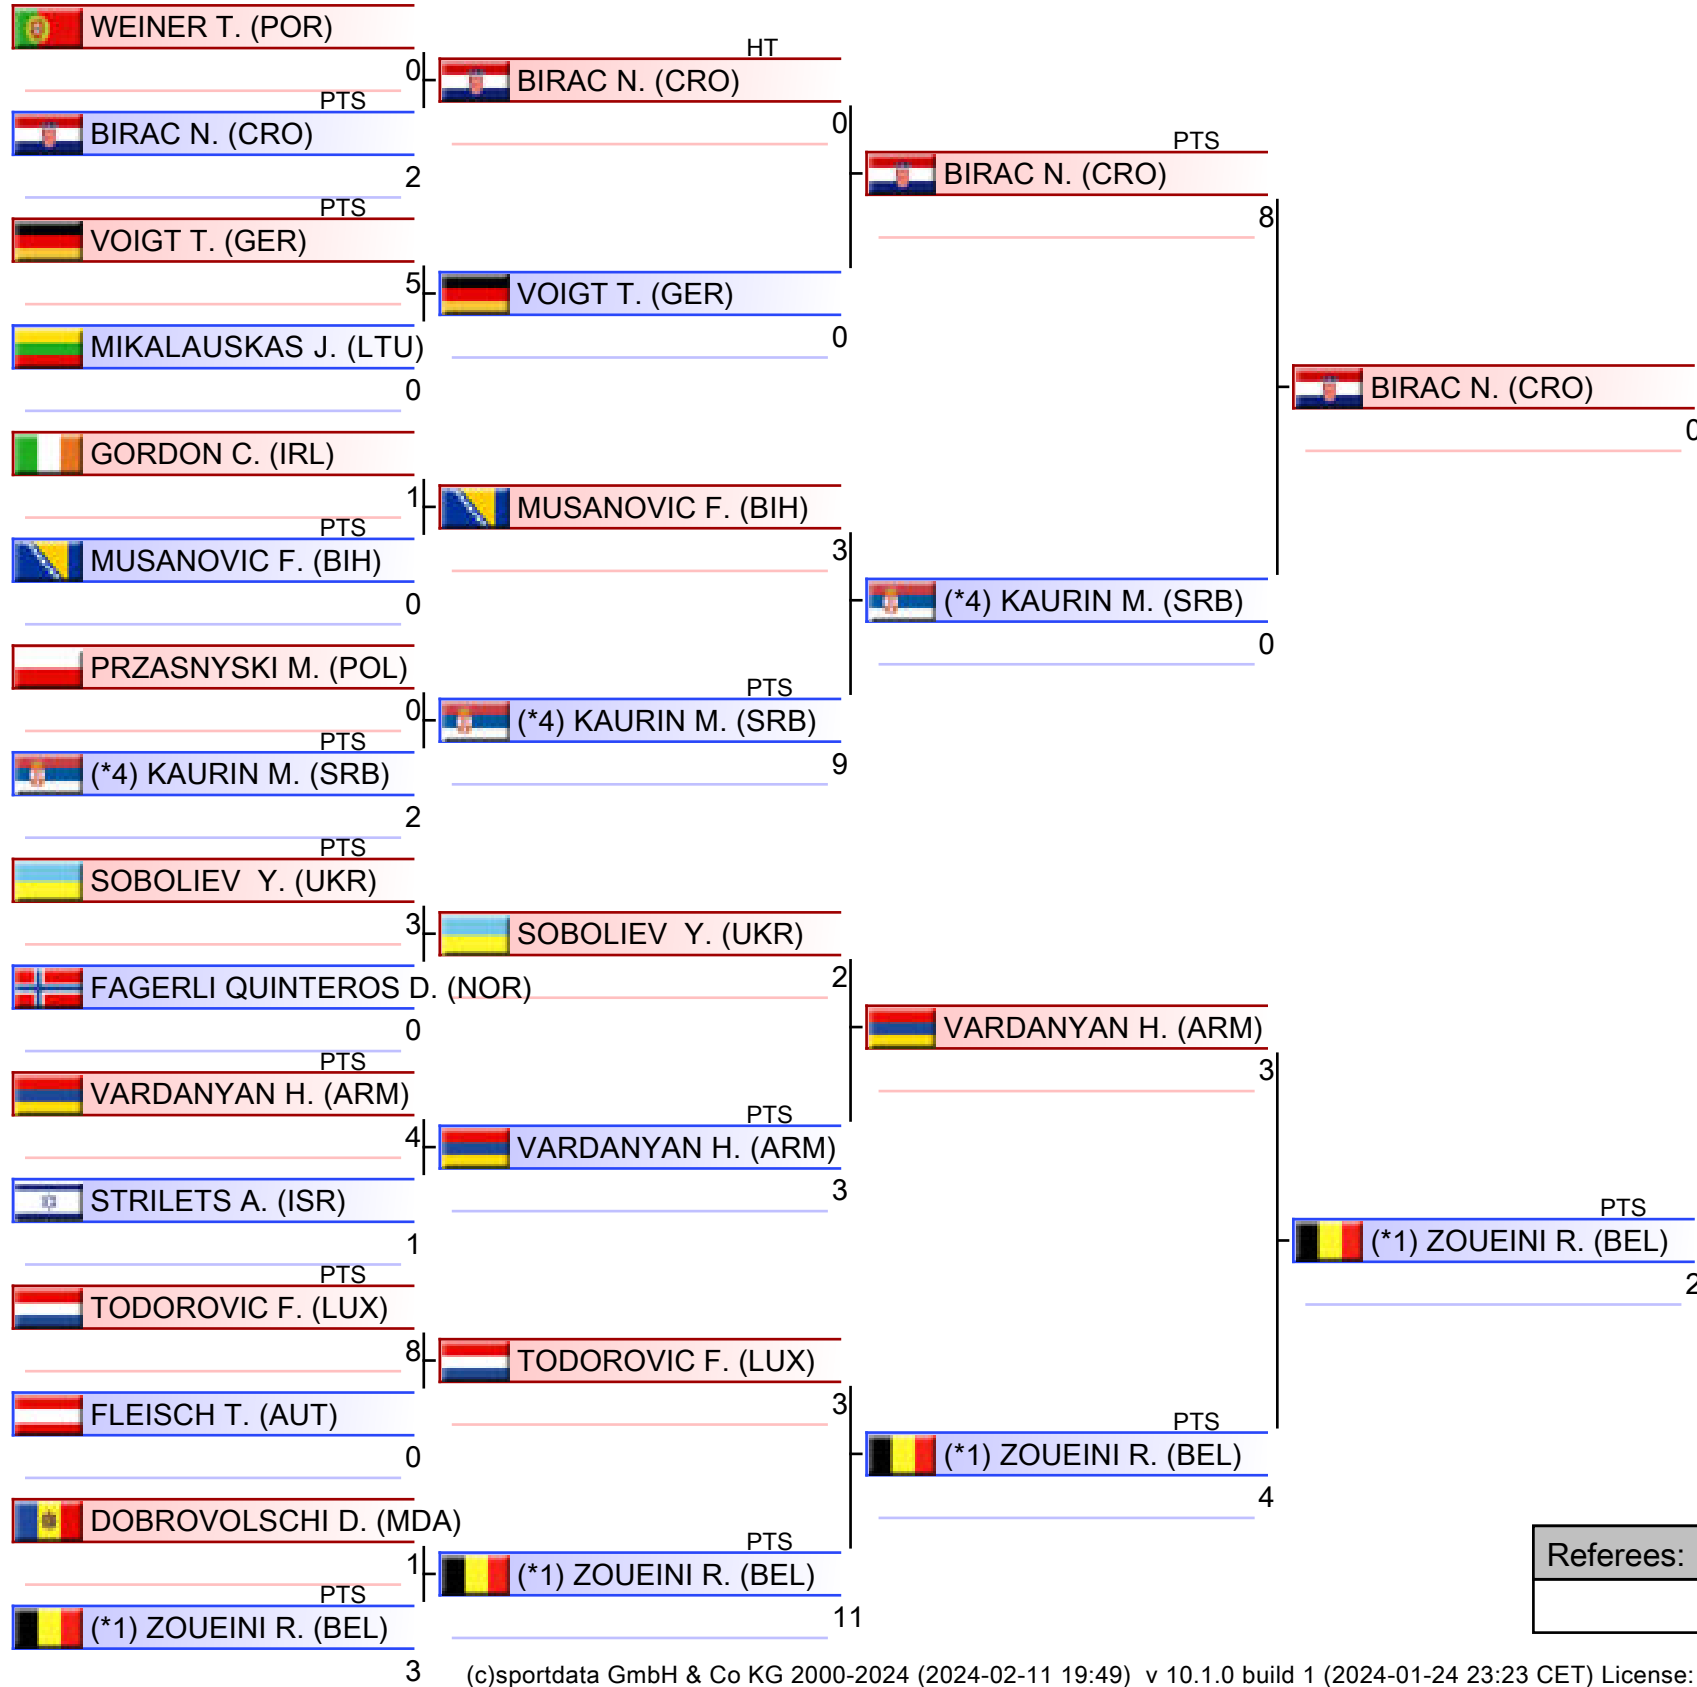 WEINER T. (POR)
0
PTS
BIRAC N. (CRO)
2
PTS
VOIGT T. (GER)
5
MIKALAUSKAS J. (LTU)
0
GORDON C. (IRL)
1
PTS
MUSANOVIC F. (BIH)
0
PRZASNYSKI M. (POL)
0
PTS
(*4) KAURIN M. (SRB)
2
PTS
SOBOLIEV Y. (UKR)
3
FAGERLI QUINTEROS D. (NOR)
0
PTS
VARDANYAN H. (ARM)
4
STRILETS A. (ISR)
1
PTS
TODOROVIC F. (LUX)
8
FLEISCH T. (AUT)
0
DOBROVOLSCHI D. (MDA)
1
PTS
(*1) ZOUEINI R. (BEL)
3
HT
BIRAC N. (CRO)
0
VOIGT T. (GER)
0
MUSANOVIC F. (BIH)
3
PTS
(*4) KAURIN M. (SRB)
9
SOBOLIEV Y. (UKR)
2
PTS
VARDANYAN H. (ARM)
3
TODOROVIC F. (LUX)
3
PTS
(*1) ZOUEINI R. (BEL)
11
PTS
BIRAC N. (CRO)
8
(*4) KAURIN M. (SRB)
0
VARDANYAN H. (ARM)
3
PTS
(*1) ZOUEINI R. (BEL)
4
BIRAC N. (CRO)
0
PTS
(*1) ZOUEINI R. (BEL)
2
Referees:
(c)sportdata GmbH & Co KG 2000-2024 (2024-02-11 19:49) v 10.1.0 build 1 (2024-01-24 23:23 CET) License: